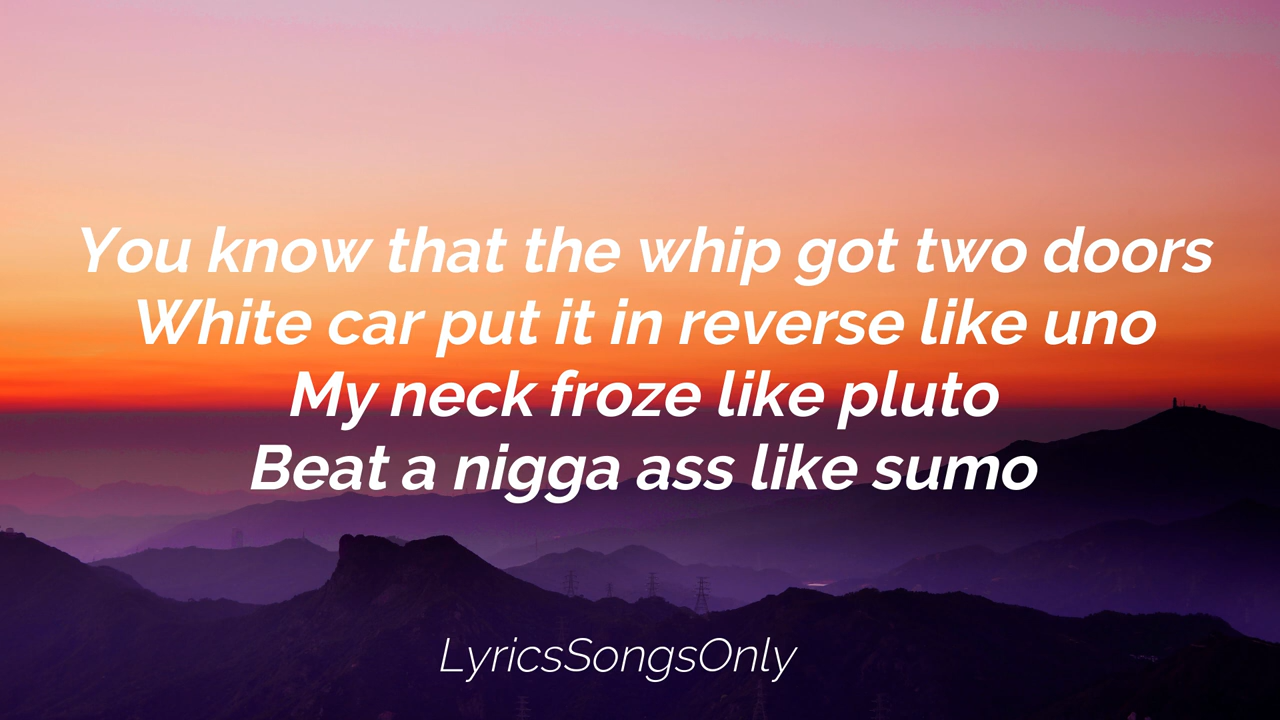 You know that the whip got two doors
White car put it in reverse like uno
My neck froze like pluto
Beat a nigga ass like sumo
LyricsSongsOnly